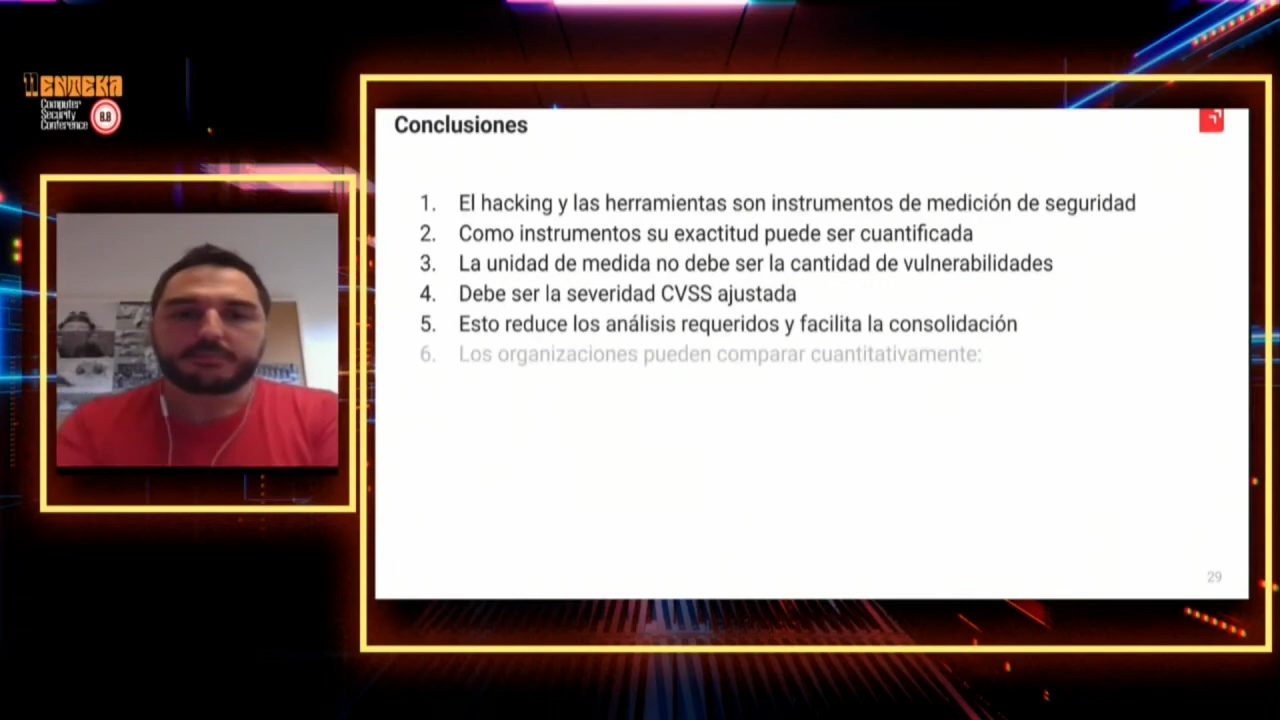 11ENTEKA
Computer
Security
Conference
8.8
Conclusiones
1. El hacking y las herramientas son instrumentos de medición de seguridad
2. Como instrumentos su exactitud puede ser cuantificada
3. La unidad de medida no debe ser la cantidad de vulnerabilidades
4. Debe ser la severidad CVSS ajustada
5. Esto reduce los análisis requeridos y facilita la consolidación
6. Los organizaciones pueden comparar cuantitativamente:
29